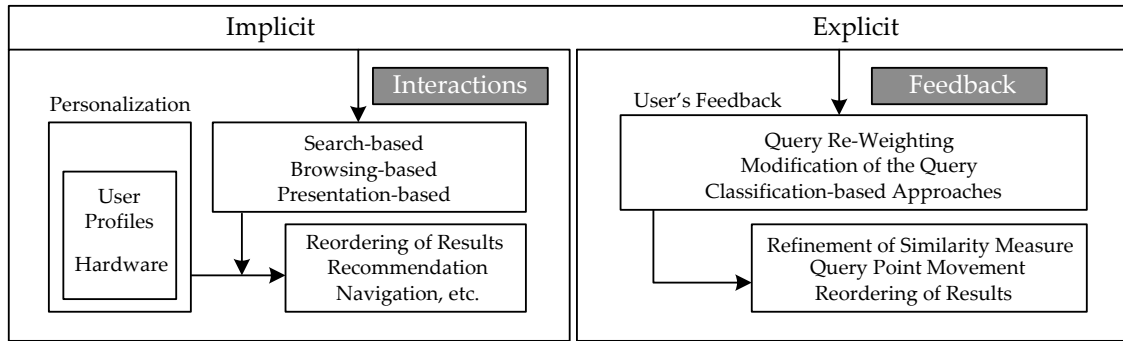 Implicit
Interactions
Personalization
Search-based
Browsing-based
Presentation-based
User
Profiles
Hardware
Reordering of Results
Recommendation
Navigation, etc.
Explicit
Feedback
User's Feedback
Query Re-Weighting
Modification of the Query
Classification-based Approaches
Refinement of Similarity Measure
Query Point Movement
Reordering of Results